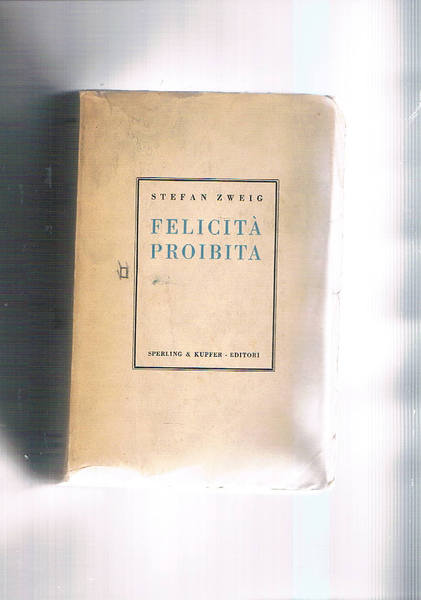 STEFAN ZWEIG
FELICITÀ
PROIBITA
SPERLING & KUPFER - EDITORI